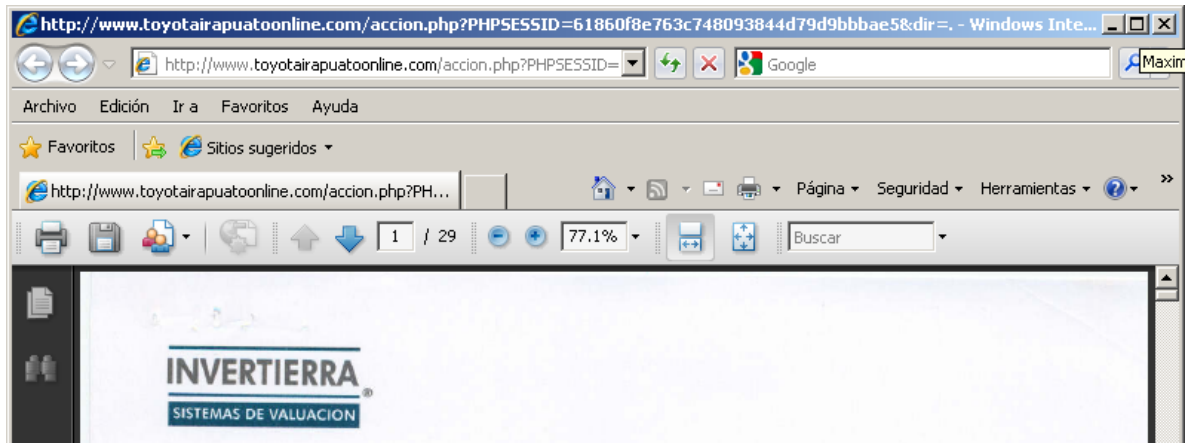 http://www.toyotairapuatoonline.com/accion.php?PHPSESSID=61860f8e763c748093844d79d9bbbae5&dir=. - Windows Inte...
http://www.toyotairapuatoonline.com/accion.php?PHPSESSID= Google Maxim
Archivo Edición Ir a Favoritos Ayuda
Favoritos Sitios sugeridos
http://www.toyotairapuatoonline.com/accion.php?PH... Página Seguridad Herramientas »
1 / 29 77.1% Buscar
INVERTIERRA ®
SISTEMAS DE VALUACION